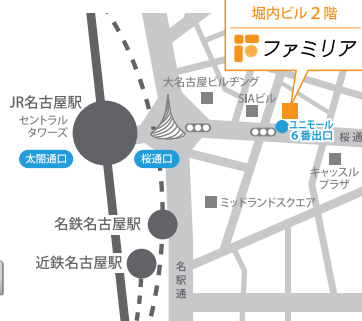 堀内ビル2階
ファミリア
大名古屋ビルヂング
JR名古屋駅
セントラル
タワーズ
SIAビル
太閤通口
桜通口
ユニモール
6番出口
桜通
キャッスル
プラザ
ミッドランドスクエア
名鉄名古屋駅
近鉄名古屋駅
名駅通